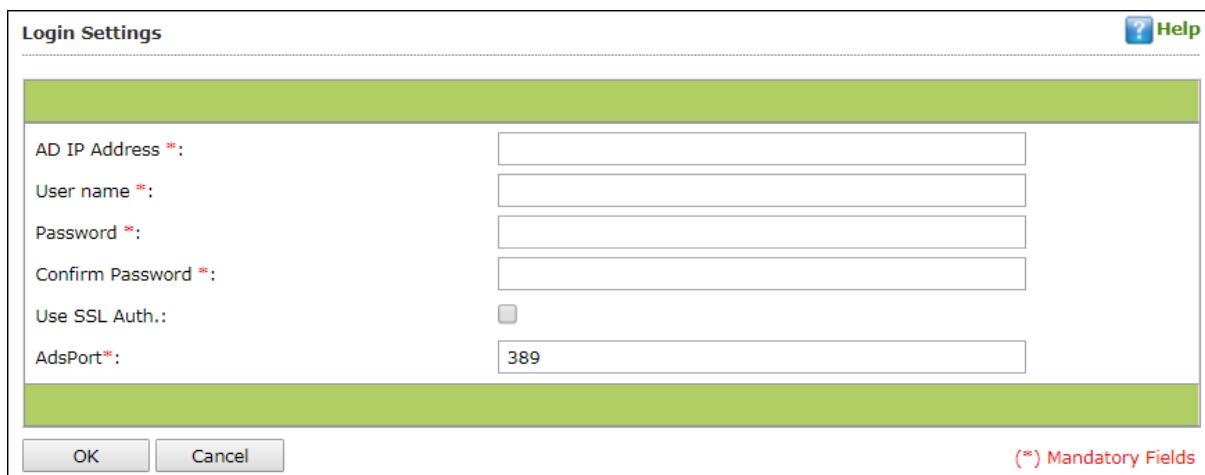 Login Settings
? Help
AD IP Address *:
User name *:
Password *:
Confirm Password *:
Use SSL Auth.:
AdsPort*:
389
OK
Cancel
(*) Mandatory Fields